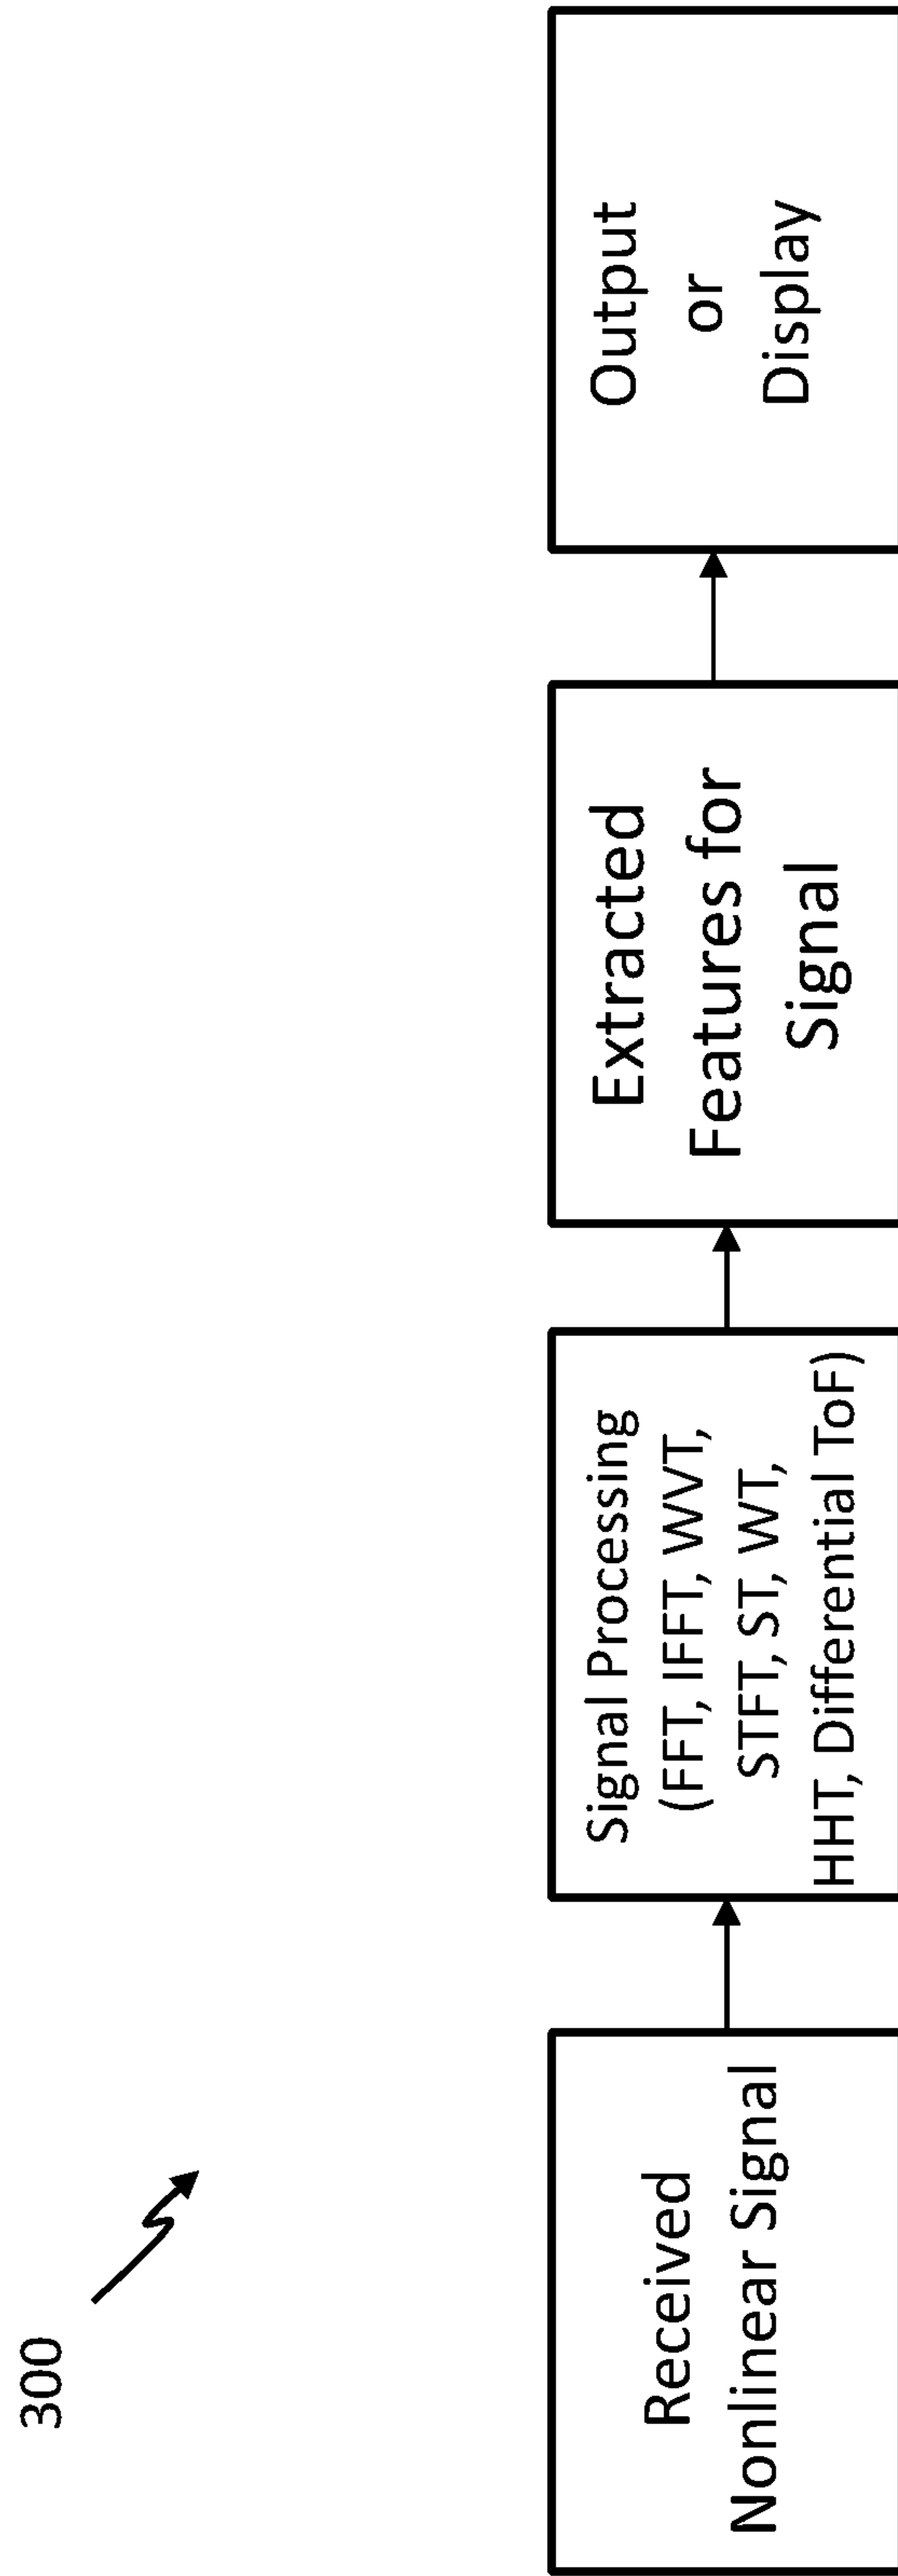 300
Received
Nonlinear Signal
Signal Processing
(FFT, IFFT, WVT,
STFT, ST, WT,
HHT, Differential ToF)
Extracted
Features for
Signal
Output
or
Display